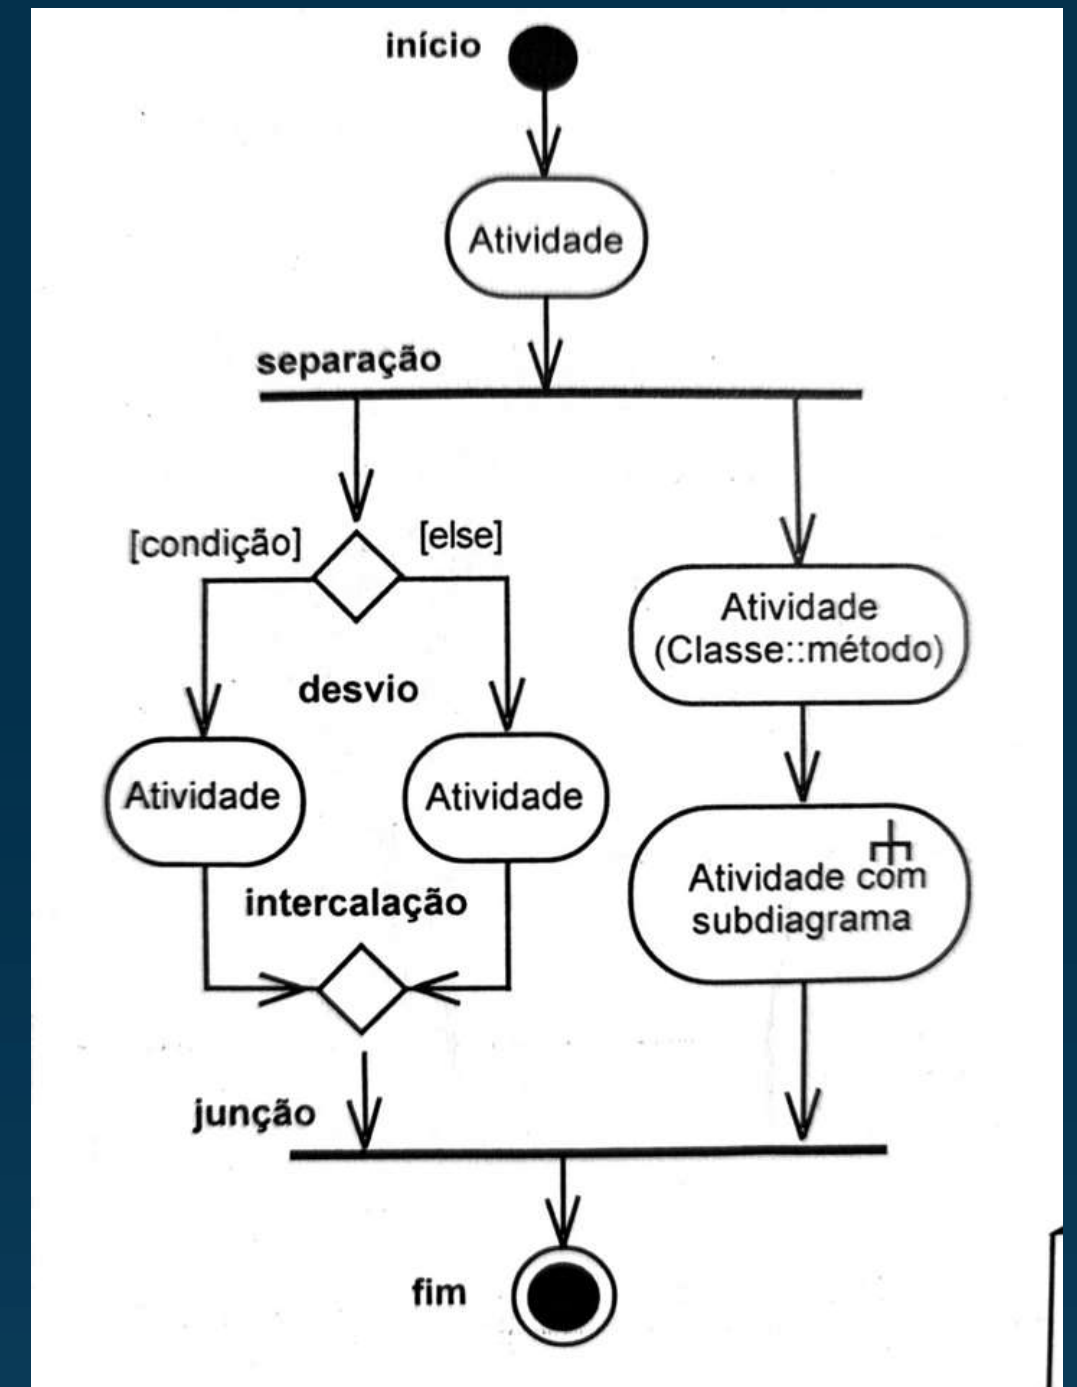 início
Atividade
separação
[condição]
[else]
Atividade
(Classe::método)
desvio
Atividade
Atividade
Atividade com
subdiagrama
intercalação
junção
fim